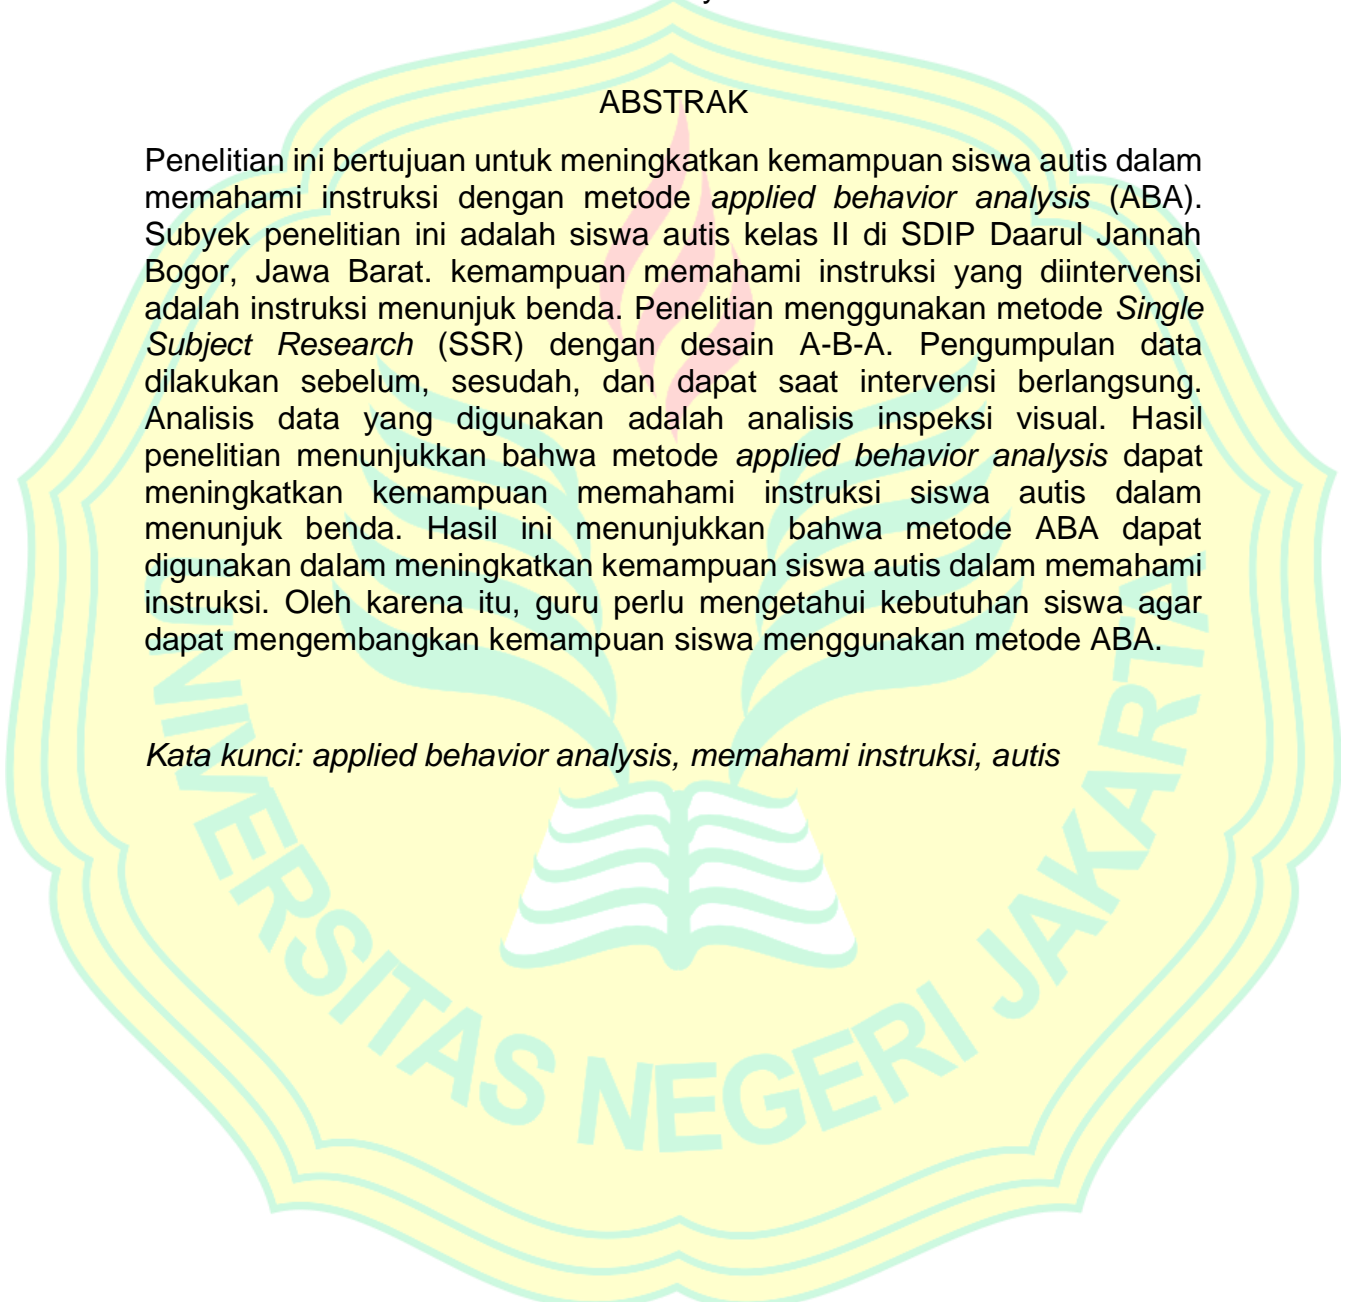 ABSTRAK
Penelitian ini bertujuan untuk meningkatkan kemampuan siswa autis dalam
memahami instruksi dengan metode applied behavior analysis (ABA).
Subyek penelitian ini adalah siswa autis kelas II di SDIP Daarul Jannah
Bogor, Jawa Barat. kemampuan memahami instruksi yang diintervensi
adalah instruksi menunjuk benda. Penelitian menggunakan metode Single
Subject Research (SSR) dengan desain A-B-A. Pengumpulan data
dilakukan sebelum, sesudah, dan dapat saat intervensi berlangsung.
Analisis data yang digunakan adalah analisis inspeksi visual. Hasil
penelitian menunjukkan bahwa metode applied behavior analysis dapat
meningkatkan kemampuan memahami instruksi siswa autis dalam
menunjuk benda. Hasil ini menunjukkan bahwa metode ABA dapat
digunakan dalam meningkatkan kemampuan siswa autis dalam memahami
instruksi. Oleh karena itu, guru perlu mengetahui kebutuhan siswa agar
dapat mengembangkan kemampuan siswa menggunakan metode ABA.
Kata kunci: applied behavior analysis, memahami instruksi, autis
UNIVERSITAS NEGERI JAKARTA